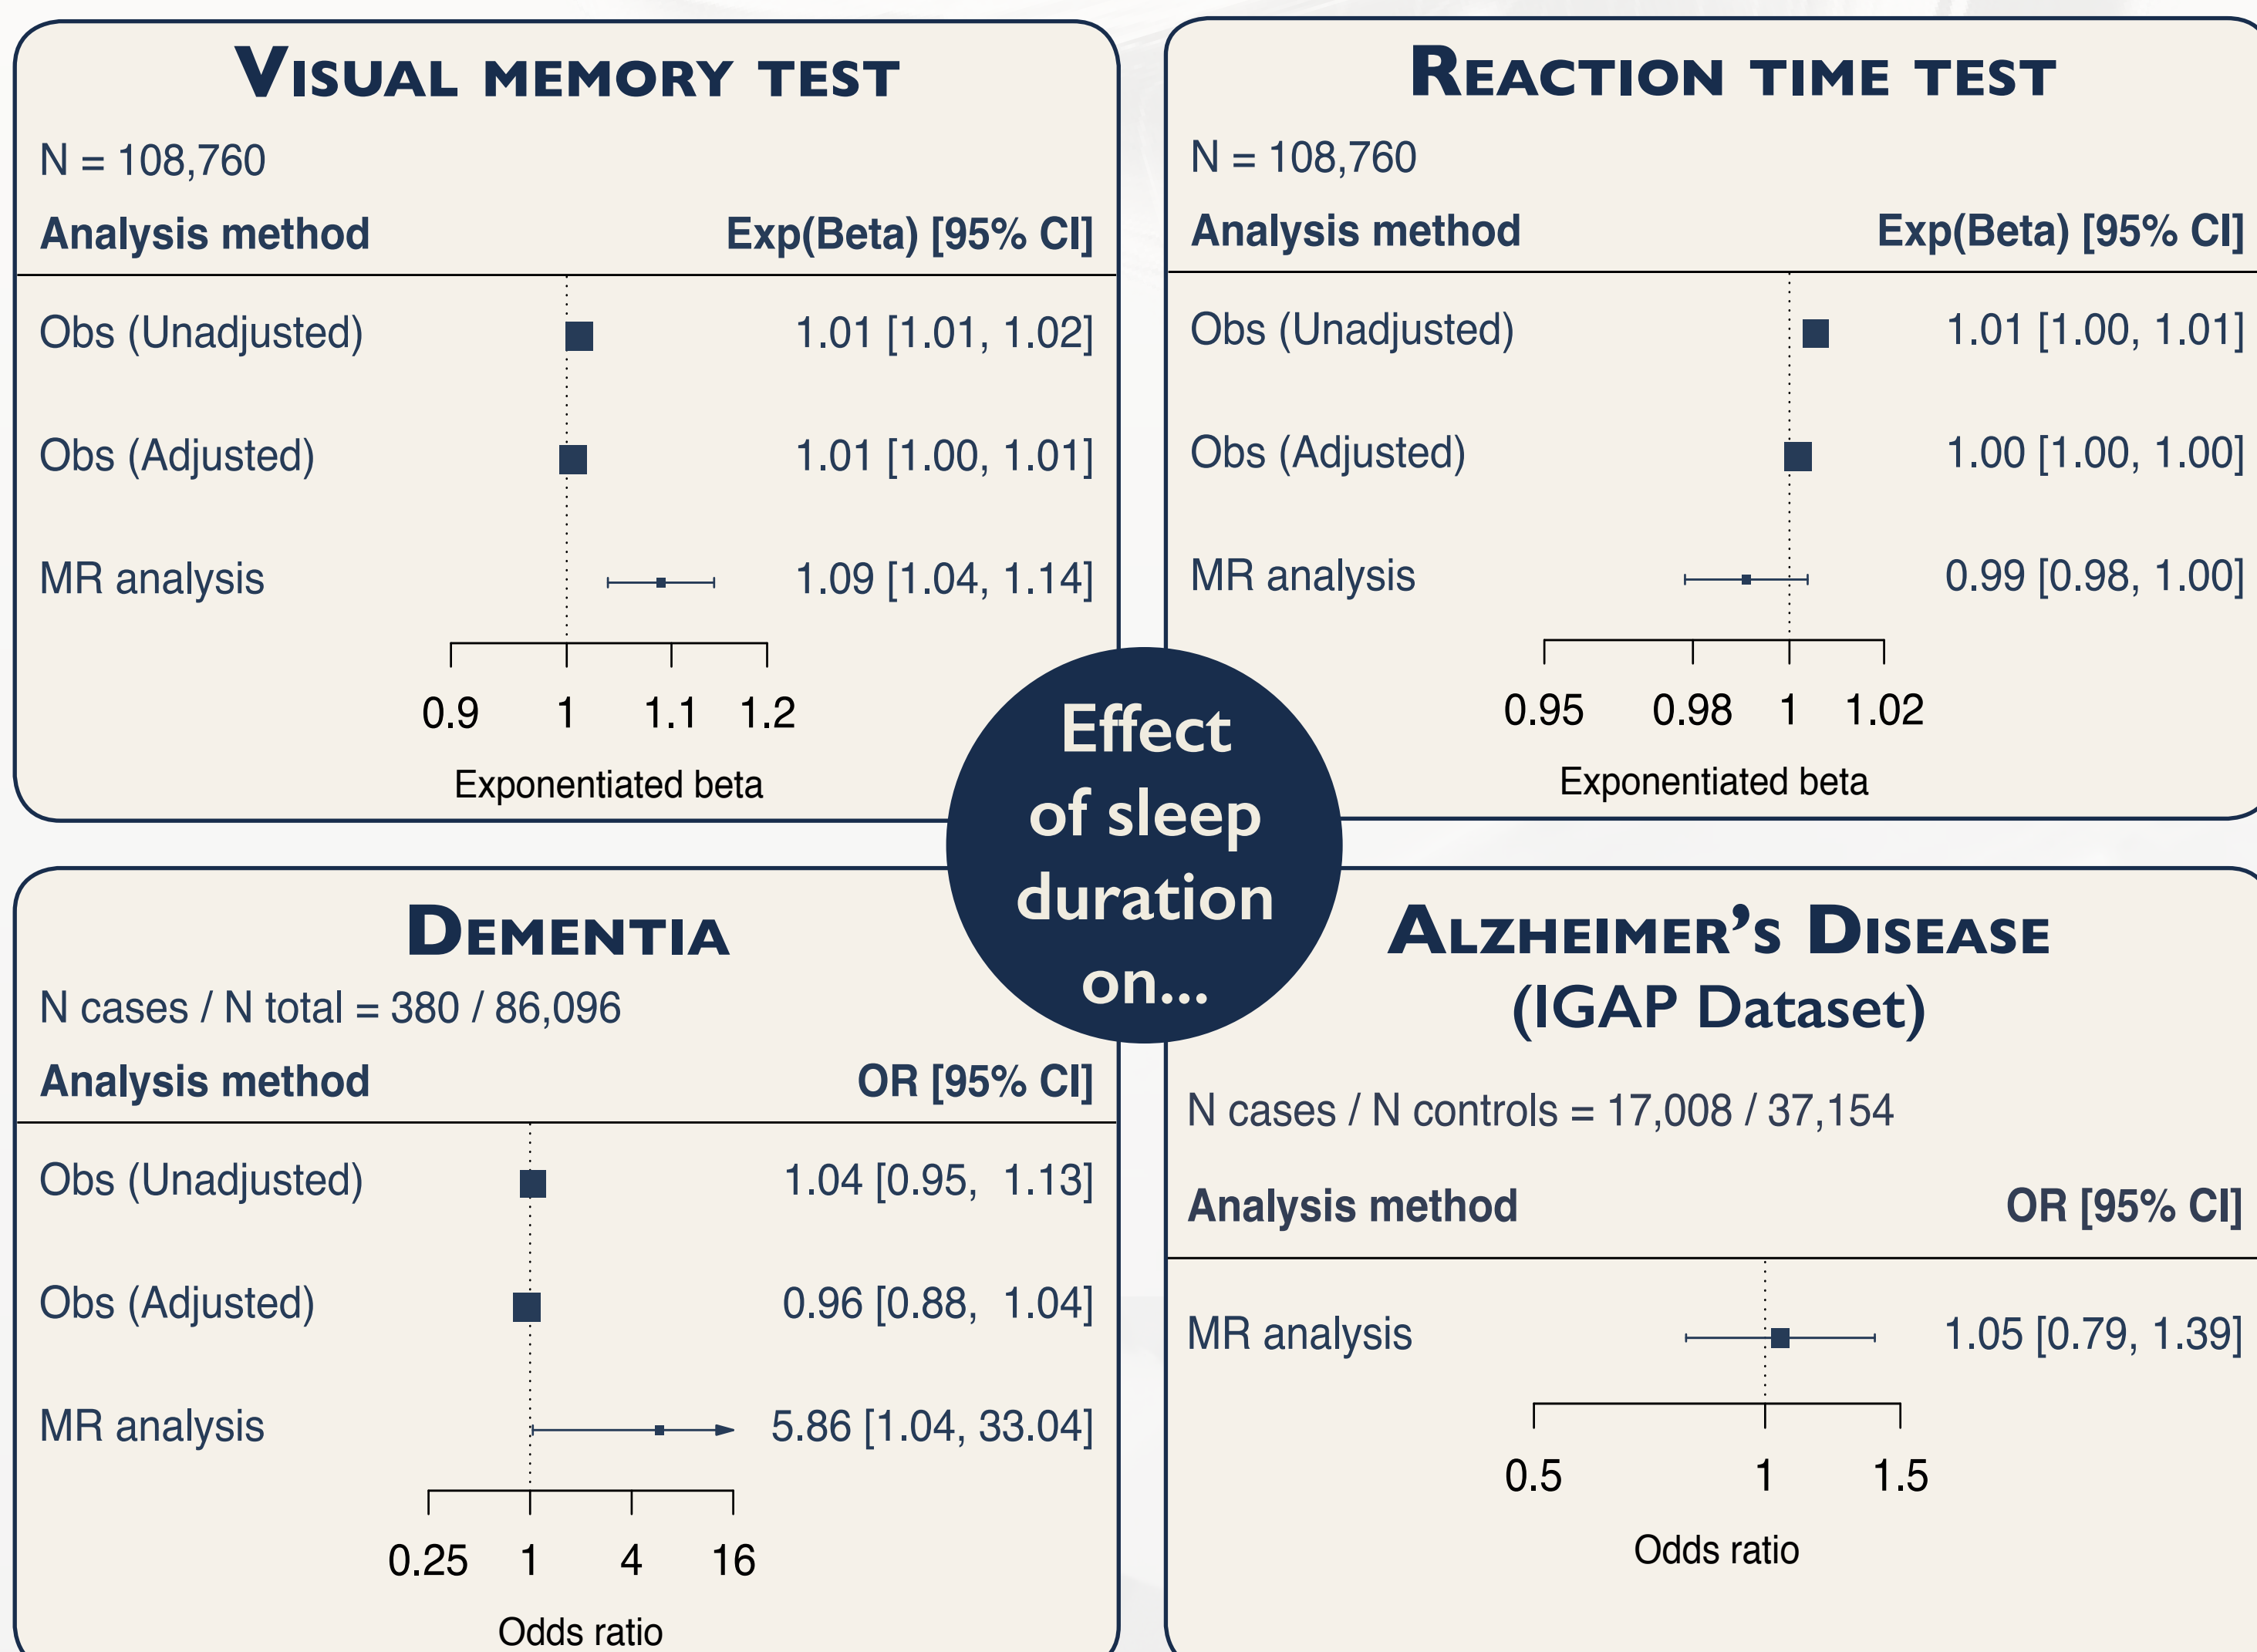 VISUAL MEMORY TEST
N = 108,760
Analysis method Exp(Beta) [95% CI]
Obs (Unadjusted) 1.01 [1.01, 1.02]
Obs (Adjusted) 1.01 [1.00, 1.01]
MR analysis 1.09 [1.04, 1.14]
0.9 1 1.1 1.2
Exponentiated beta
REACTION TIME TEST
N = 108,760
Analysis method Exp(Beta) [95% CI]
Obs (Unadjusted) 1.01 [1.00, 1.01]
Obs (Adjusted) 1.00 [1.00, 1.00]
MR analysis 0.99 [0.98, 1.00]
0.95 0.98 1 1.02
Exponentiated beta
Effect
of sleep
duration
on...
DEMENTIA
N cases / N total = 380 / 86,096
Analysis method OR [95% CI]
Obs (Unadjusted) 1.04 [0.95, 1.13]
Obs (Adjusted) 0.96 [0.88, 1.04]
MR analysis 5.86 [1.04, 33.04]
0.25 1 4 16
Odds ratio
ALZHEIMER'S DISEASE
(IGAP Dataset)
N cases / N controls = 17,008 / 37,154
Analysis method OR [95% CI]
MR analysis 1.05 [0.79, 1.39]
0.5 1 1.5
Odds ratio